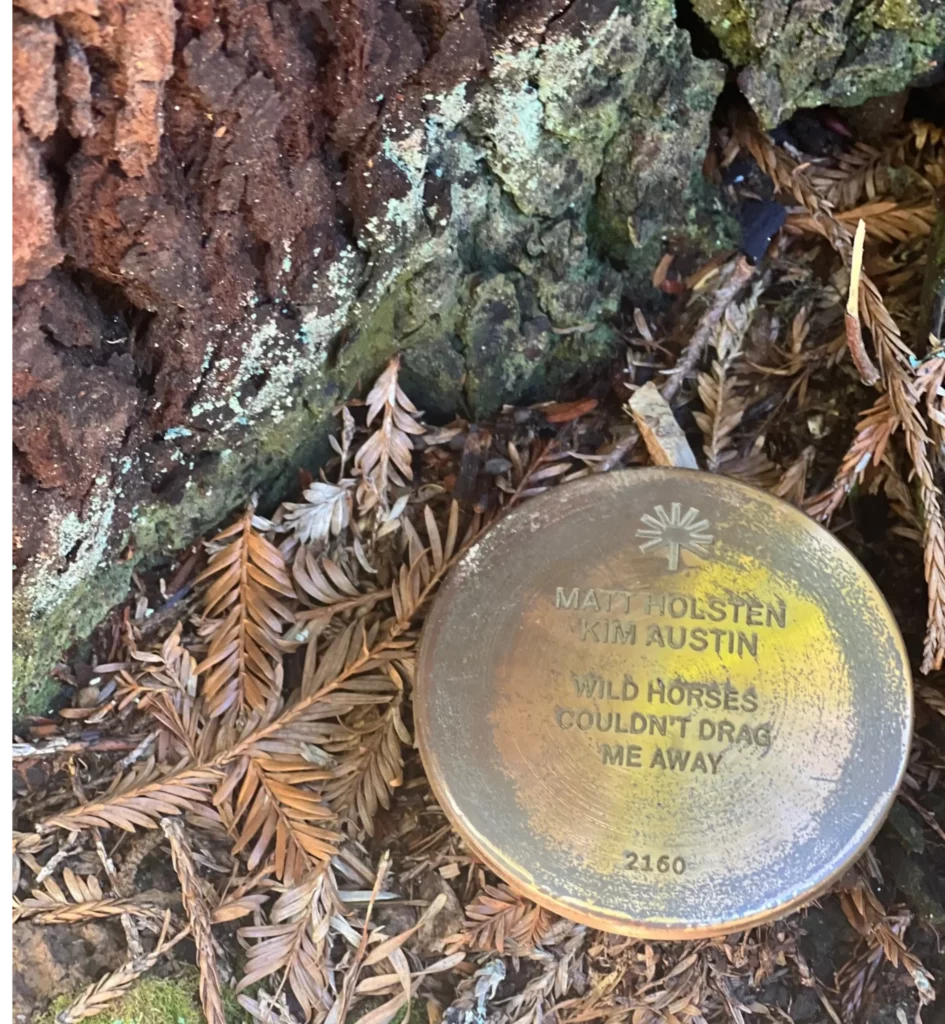 MATT HOLSTEN
KIM AUSTIN
WILD HORSES
COULDN'T DRAG
ME AWAY
2160